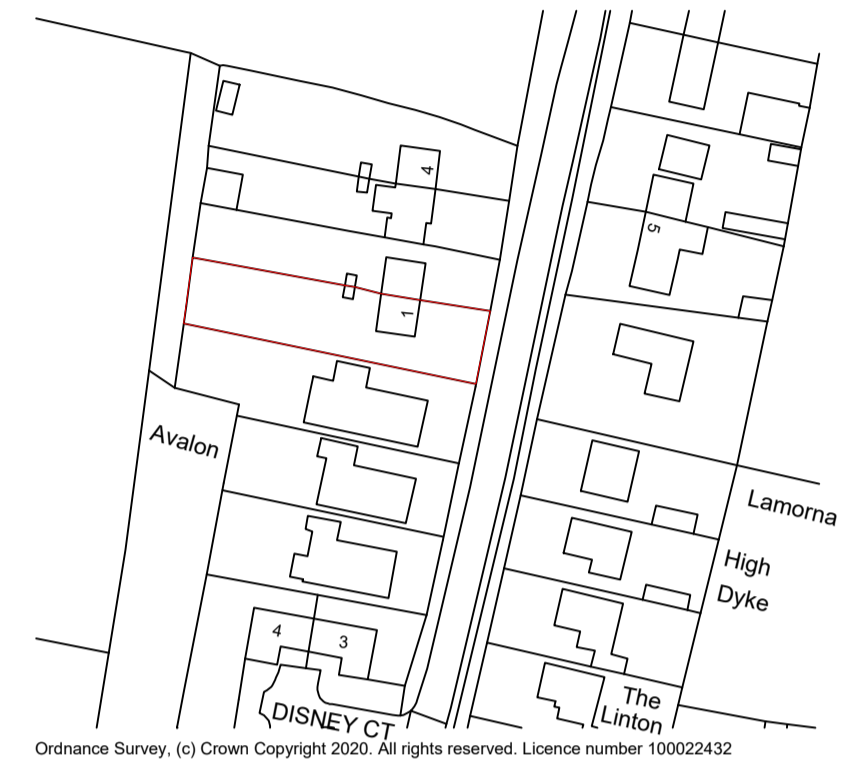 4
5
1
Avalon
Lamorna
High
Dyke
4
3
The
Linton
DISNEY CT
Ordnance Survey, (c) Crown Copyright 2020. All rights reserved. Licence number 100022432